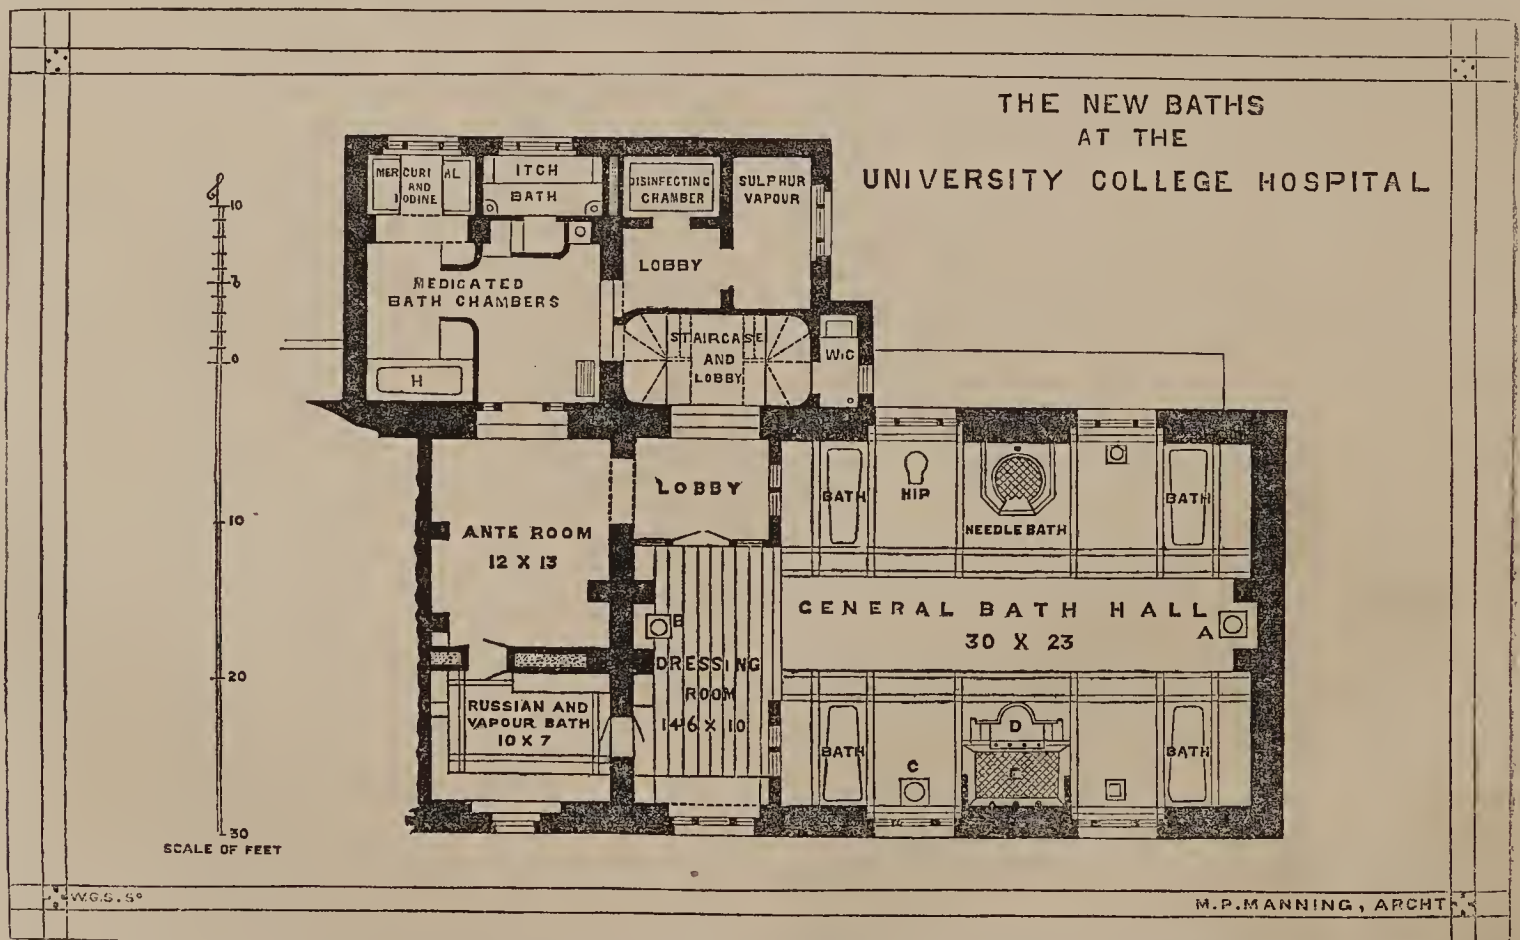 THE NEW BATHS
AT THE
UNIVERSITY COLLEGE HOSPITAL
MERCURIAL
AND
IODINE
ITCH
BATH
DISINFECTING
CHAMBER
SULPHUR
VAPOUR
LOBBY
MEDICATED
BATH CHAMBERS
H
STAIRCASE
AND
LOBBY
W.C
10
5
0
10
20
30
SCALE OF FEET
ANTE ROOM
12 X 13
LOBBY
BATH
HIP
NEEDLE BATH
BATH
GENERAL BATH HALL
30 X 23
A
B
DRESSING
ROOM
14·6 X 10
RUSSIAN AND
VAPOUR BATH
10 X 7
BATH
C
D
E
BATH
W.G.S. Sc
M.P. MANNING, ARCHT